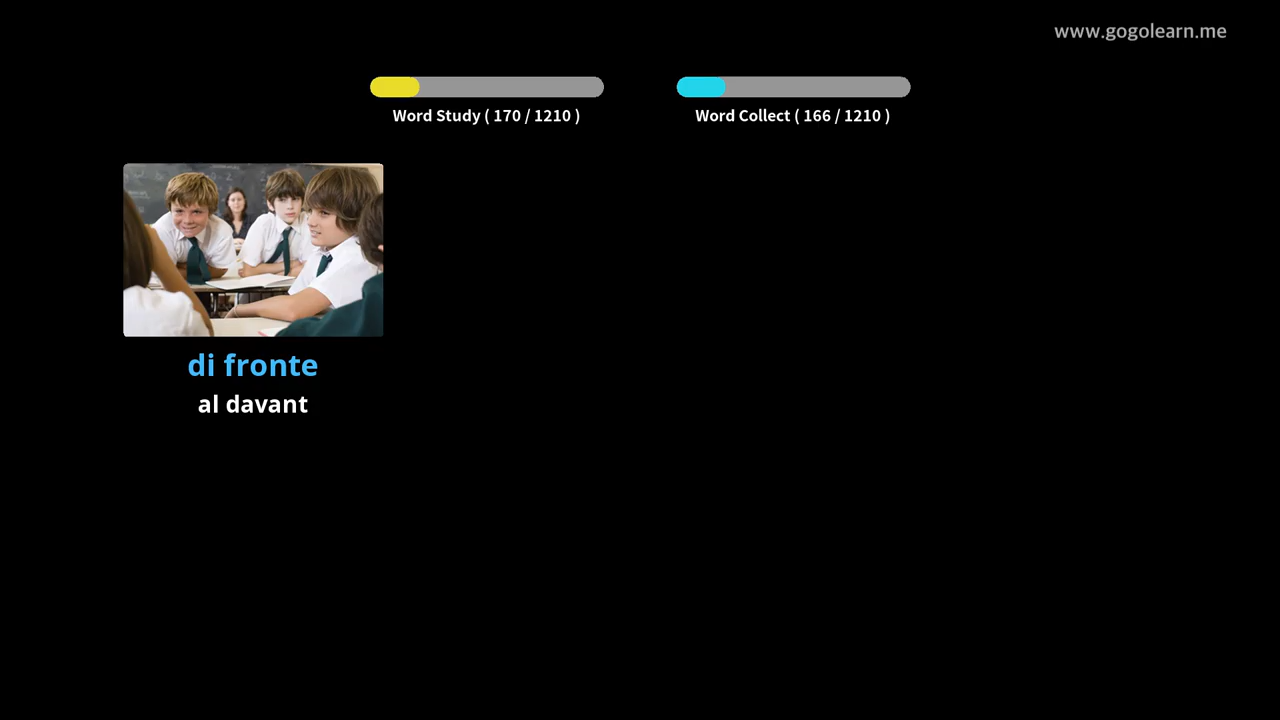 www.gogolearn.me
Word Study ( 170 / 1210 )
Word Collect ( 166 / 1210 )
di fronte
al davant